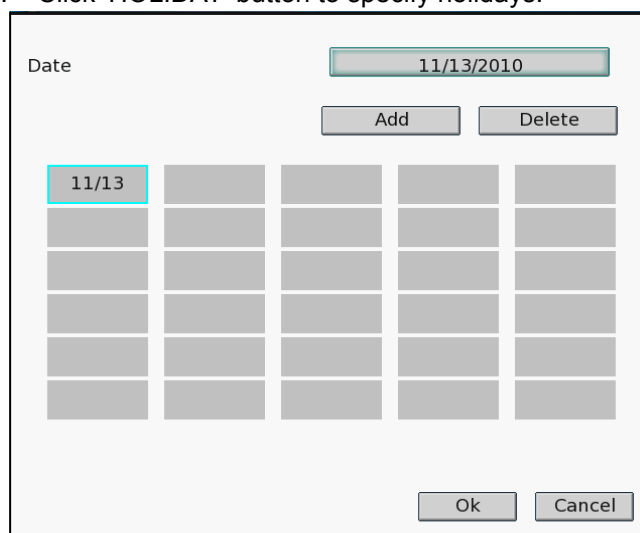 Click "HOLIDAY" button to specify holidays.
Date 11/13/2010
Add Delete
11/13
Ok Cancel